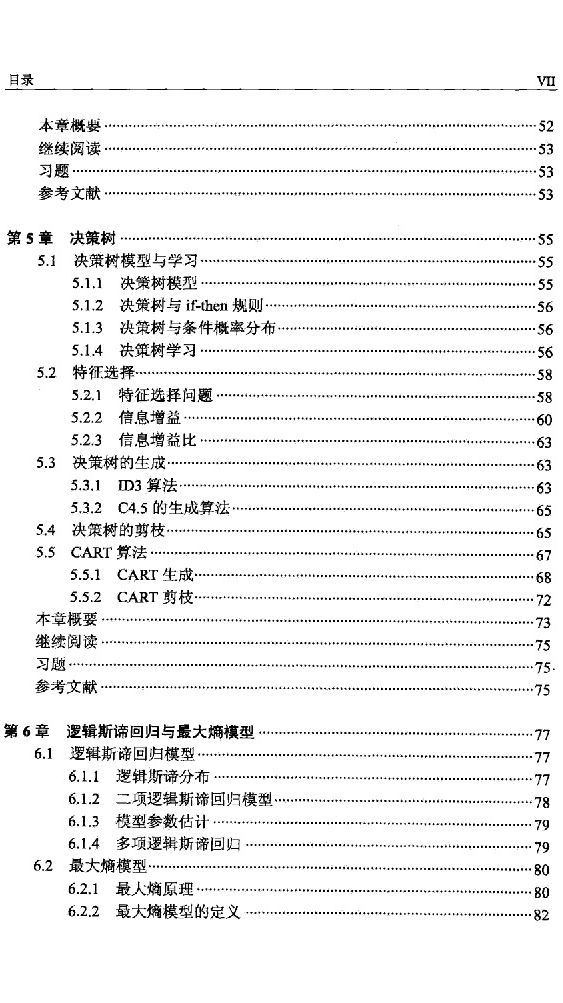 目录 VII
本章概要 52
继续阅读 53
习题 53
参考文献 53
第 5 章 决策树 55
5.1 决策树模型与学习 55
5.1.1 决策树模型 55
5.1.2 决策树与 if-then 规则 56
5.1.3 决策树与条件概率分布 56
5.1.4 决策树学习 56
5.2 特征选择 58
5.2.1 特征选择问题 58
5.2.2 信息增益 60
5.2.3 信息增益比 63
5.3 决策树的生成 63
5.3.1 ID3 算法 63
5.3.2 C4.5 的生成算法 65
5.4 决策树的剪枝 65
5.5 CART 算法 67
5.5.1 CART 生成 68
5.5.2 CART 剪枝 72
本章概要 73
继续阅读 75
习题 75
参考文献 75
第 6 章 逻辑斯谛回归与最大熵模型 77
6.1 逻辑斯谛回归模型 77
6.1.1 逻辑斯谛分布 77
6.1.2 二项逻辑斯谛回归模型 78
6.1.3 模型参数估计 79
6.1.4 多项逻辑斯谛回归 79
6.2 最大熵模型 80
6.2.1 最大熵原理 80
6.2.2 最大熵模型的定义 82